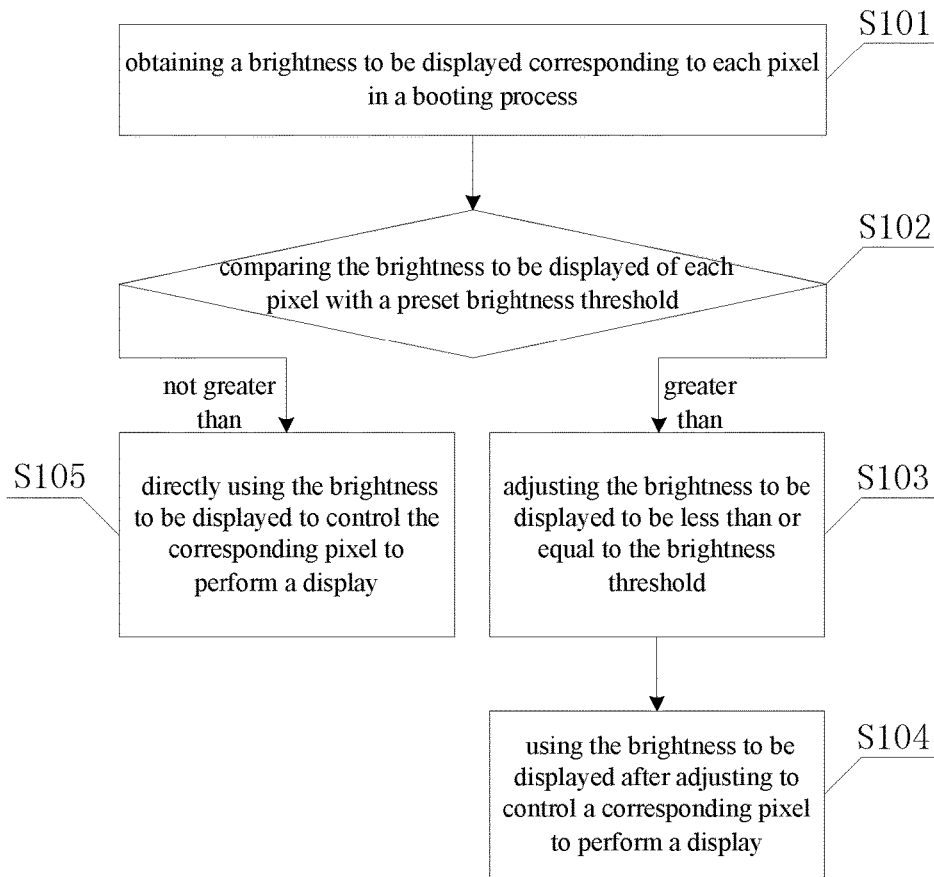 S101
obtaining a brightness to be displayed corresponding to each pixel
in a booting process
S102
comparing the brightness to be displayed of each
pixel with a preset brightness threshold
not greater
than
greater
than
S105
directly using the brightness
to be displayed to control the
corresponding pixel to
perform a display
S103
adjusting the brightness to be
displayed to be less than or
equal to the brightness
threshold
S104
using the brightness to be
displayed after adjusting to
control a corresponding pixel
to perform a display